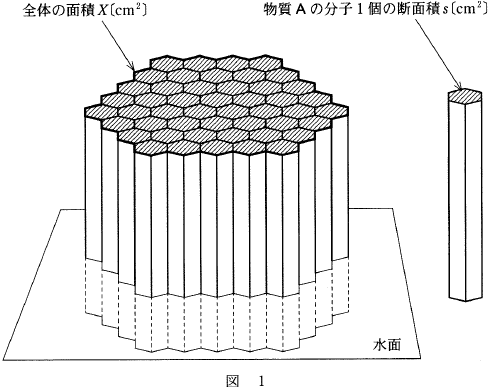 全体の面積 X〔cm²〕
物質 A の分子1個の断面積 s〔cm²〕
水面
図 1